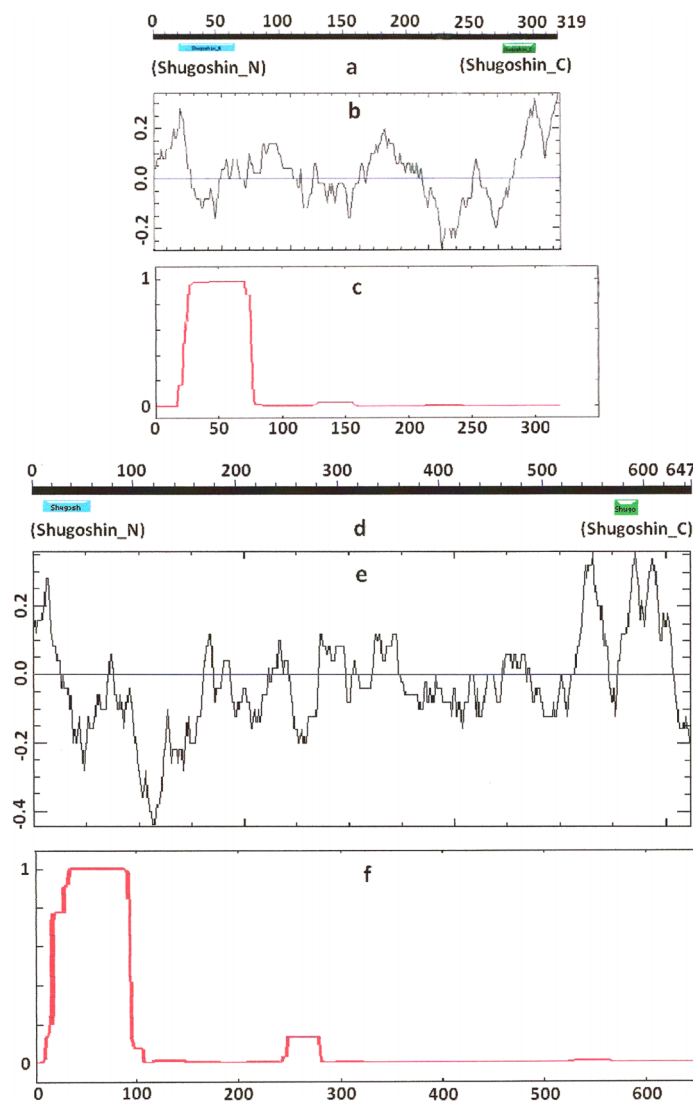 0 50 100 150 200 250 300 319
Shugoshin_N
(Shugoshin_N) a (Shugoshin_C)
b
0.2
0.0
-0.2
c
1
0
0 50 100 150 200 250 300
0 100 200 300 400 500 600 647
Shugosh Shugo
(Shugoshin_N) d (Shugoshin_C)
e
0.2
0.0
-0.2
-0.4
f
1
0
0 100 200 300 400 500 600